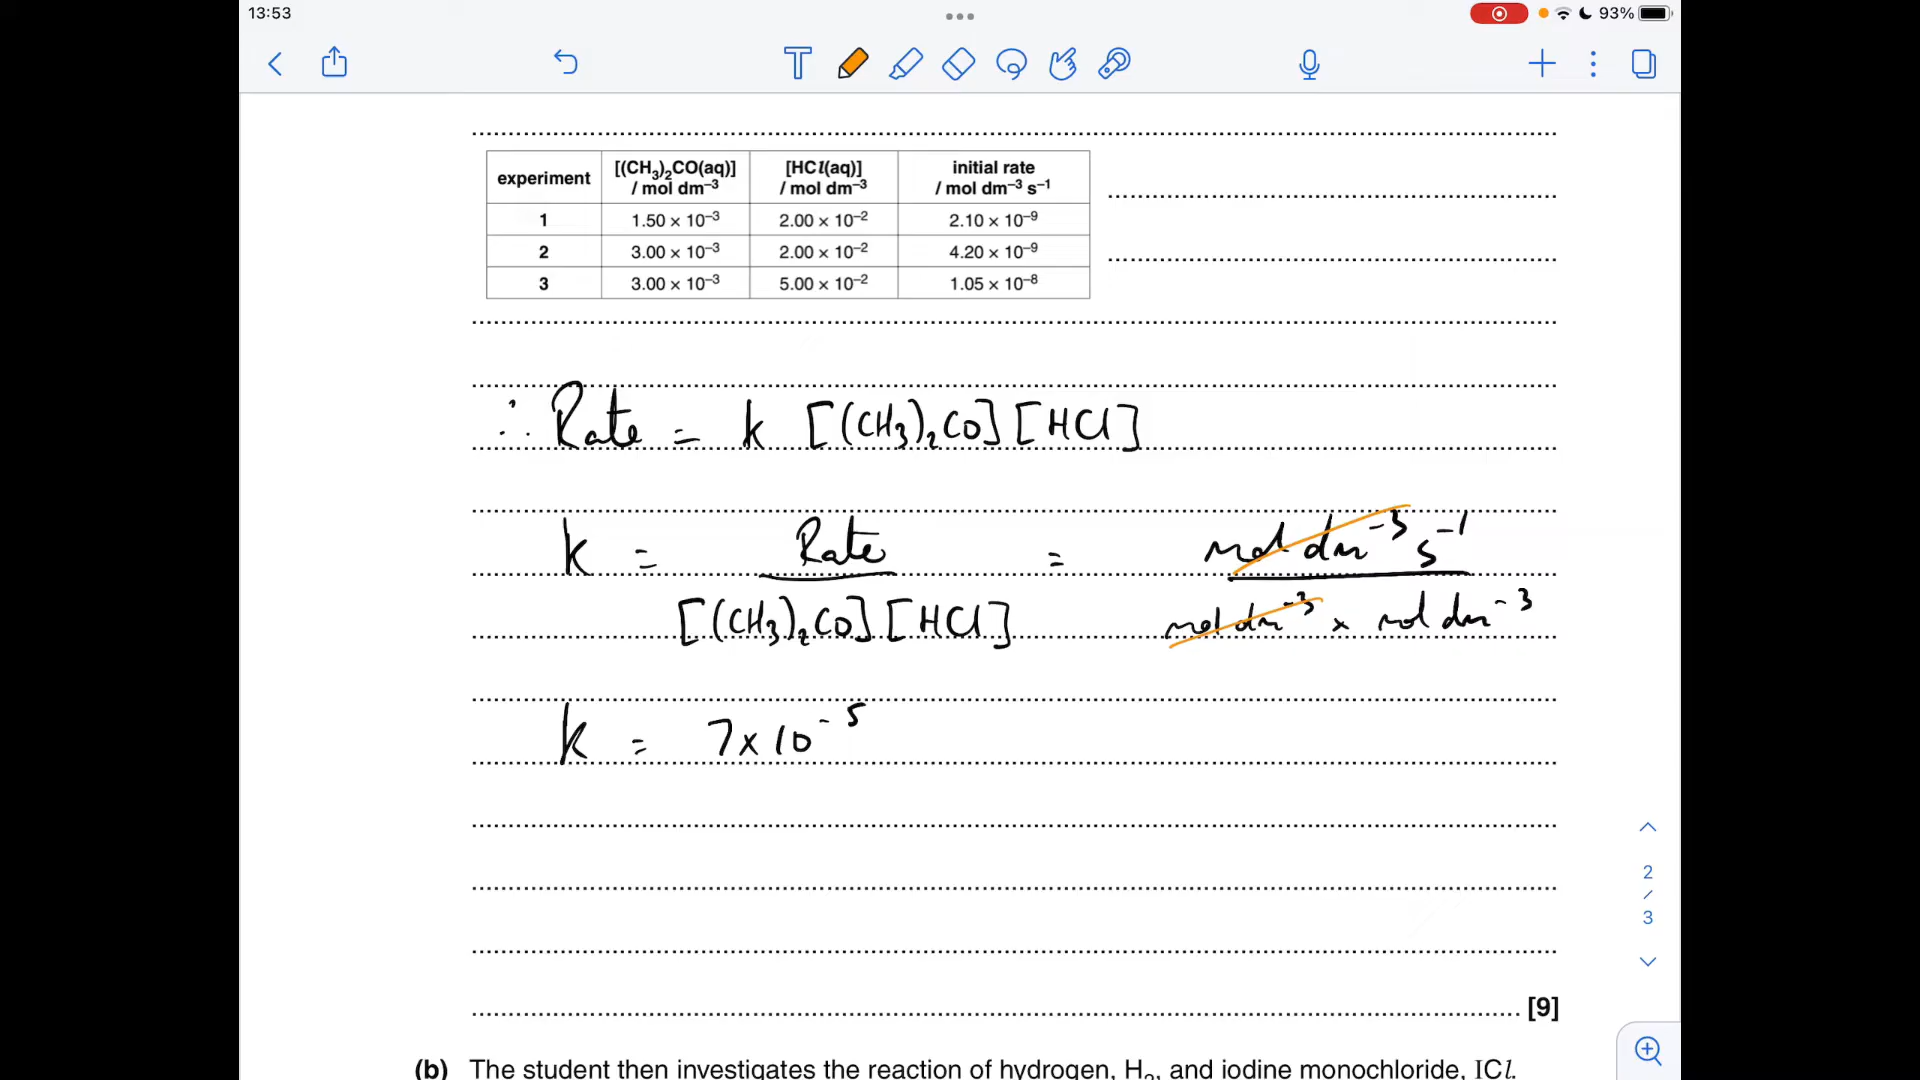 13:53
93%
experiment [(CH₃)₂CO(aq)] / mol dm⁻³ [HCl(aq)] / mol dm⁻³ initial rate / mol dm⁻³ s⁻¹
1 1.50 × 10⁻³ 2.00 × 10⁻² 2.10 × 10⁻⁹
2 3.00 × 10⁻³ 2.00 × 10⁻² 4.20 × 10⁻⁹
3 3.00 × 10⁻³ 5.00 × 10⁻² 1.05 × 10⁻⁸
∴ Rate = k [(CH₃)₂CO][HCl]
k = Rate = mol dm⁻³ s⁻¹
[(CH₃)₂CO][HCl] mol dm⁻³ × mol dm⁻³
k = 7×10⁻⁵
2 / 3
[9]
(b) The student then investigates the reaction of hydrogen, H₂, and iodine monochloride, ICl.